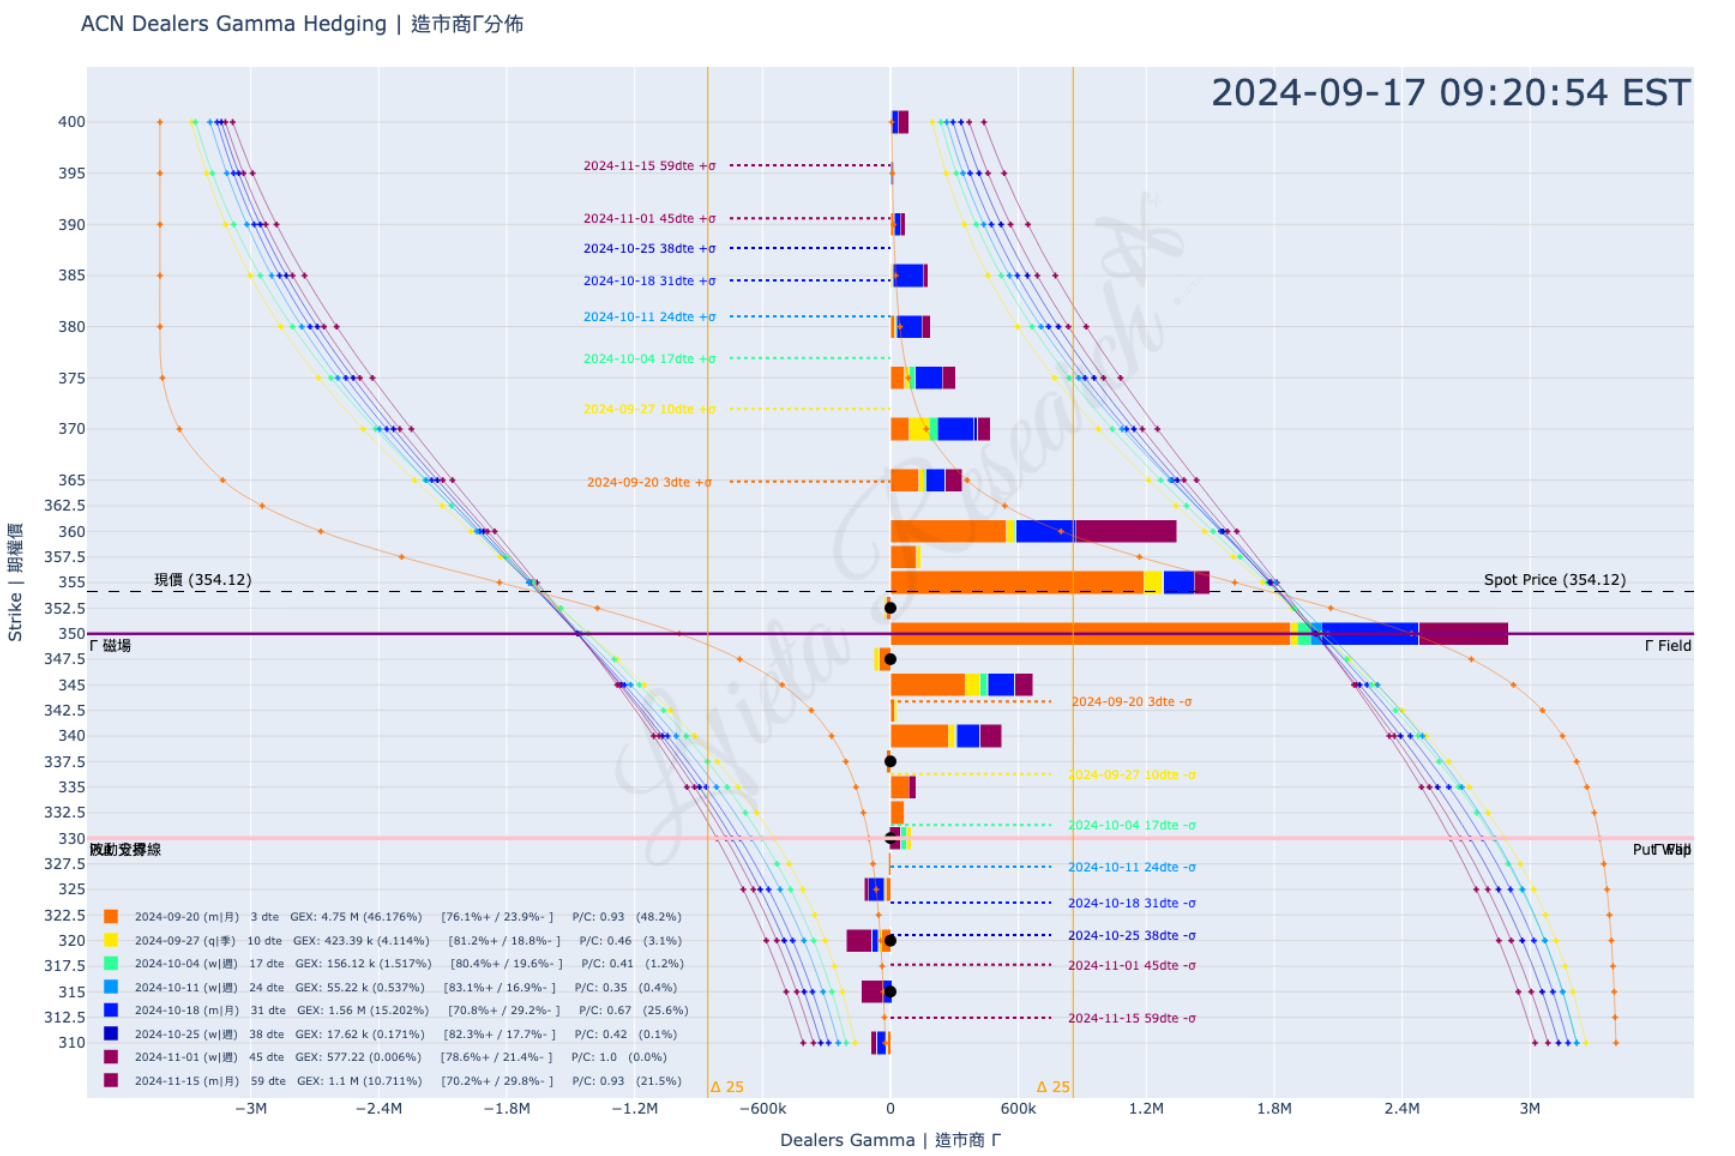 ACN Dealers Gamma Hedging | 造市商Γ分佈
2024-09-17 09:20:54 EST
400
395
390
385
380
375
370
365
362.5
360
357.5
355
352.5
350
347.5
345
342.5
340
337.5
335
332.5
330
327.5
325
322.5
320
317.5
315
312.5
310
Strike | 期權價
2024-11-15 59dte +σ
2024-11-01 45dte +σ
2024-10-25 38dte +σ
2024-10-18 31dte +σ
2024-10-11 24dte +σ
2024-10-04 17dte +σ
2024-09-27 10dte +σ
2024-09-20 3dte +σ
現價 (354.12)
Spot Price (354.12)
Γ 磁場
Γ Field
2024-09-20 3dte -σ
2024-09-27 10dte -σ
2024-10-04 17dte -σ
Put Wall
2024-10-11 24dte -σ
2024-10-18 31dte -σ
2024-10-25 38dte -σ
2024-11-01 45dte -σ
2024-11-15 59dte -σ
2024-09-20 (m|月) 3 dte GEX: 4.75 M (46.176%) [76.1%+ / 23.9%- ] P/C: 0.93 (48.2%)
2024-09-27 (q|季) 10 dte GEX: 423.39 k (4.114%) [81.2%+ / 18.8%- ] P/C: 0.46 (3.1%)
2024-10-04 (w|週) 17 dte GEX: 156.12 k (1.517%) [80.4%+ / 19.6%- ] P/C: 0.41 (1.2%)
2024-10-11 (w|週) 24 dte GEX: 55.22 k (0.537%) [83.1%+ / 16.9%- ] P/C: 0.35 (0.4%)
2024-10-18 (m|月) 31 dte GEX: 1.56 M (15.202%) [70.8%+ / 29.2%- ] P/C: 0.67 (25.6%)
2024-10-25 (w|週) 38 dte GEX: 17.62 k (0.171%) [82.3%+ / 17.7%- ] P/C: 0.42 (0.1%)
2024-11-01 (w|週) 45 dte GEX: 577.22 (0.006%) [78.6%+ / 21.4%- ] P/C: 1.0 (0.0%)
2024-11-15 (m|月) 59 dte GEX: 1.1 M (10.711%) [70.2%+ / 29.8%- ] P/C: 0.93 (21.5%)
Δ 25
Δ 25
−3M
−2.4M
−1.8M
−1.2M
−600k
0
600k
1.2M
1.8M
2.4M
3M
Dealers Gamma | 造市商 Γ
Research